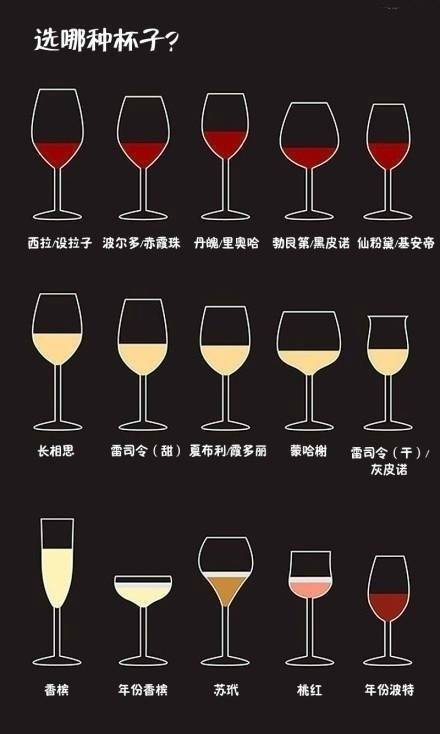 选哪种杯子?
西拉/设拉子 波尔多/赤霞珠 丹魄/里奥哈 勃艮第/黑皮诺 仙粉黛/基安帝
长相思 雷司令（甜） 夏布利/霞多丽 蒙哈榭 雷司令（干）/
灰皮诺
香槟 年份香槟 苏玳 桃红 年份波特